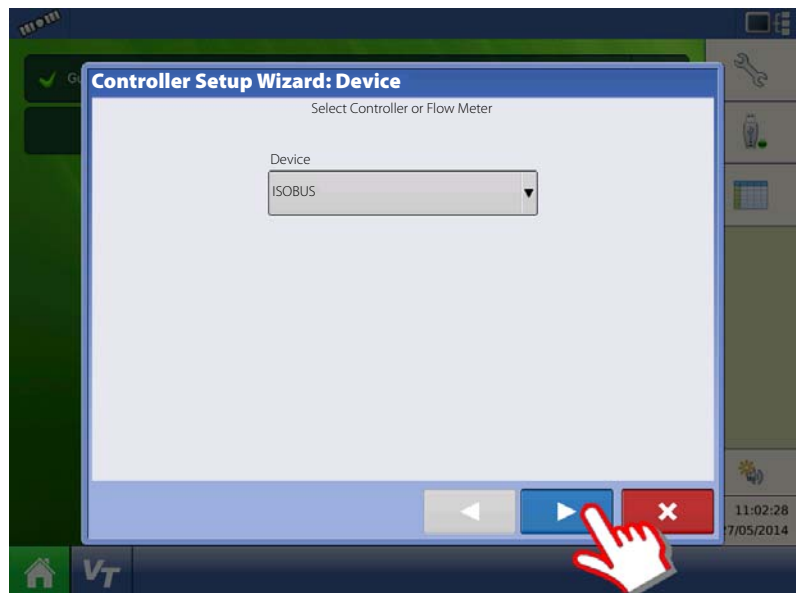 Controller Setup Wizard: Device
Select Controller or Flow Meter
Device
ISOBUS
11:02:28
7/05/2014
VT